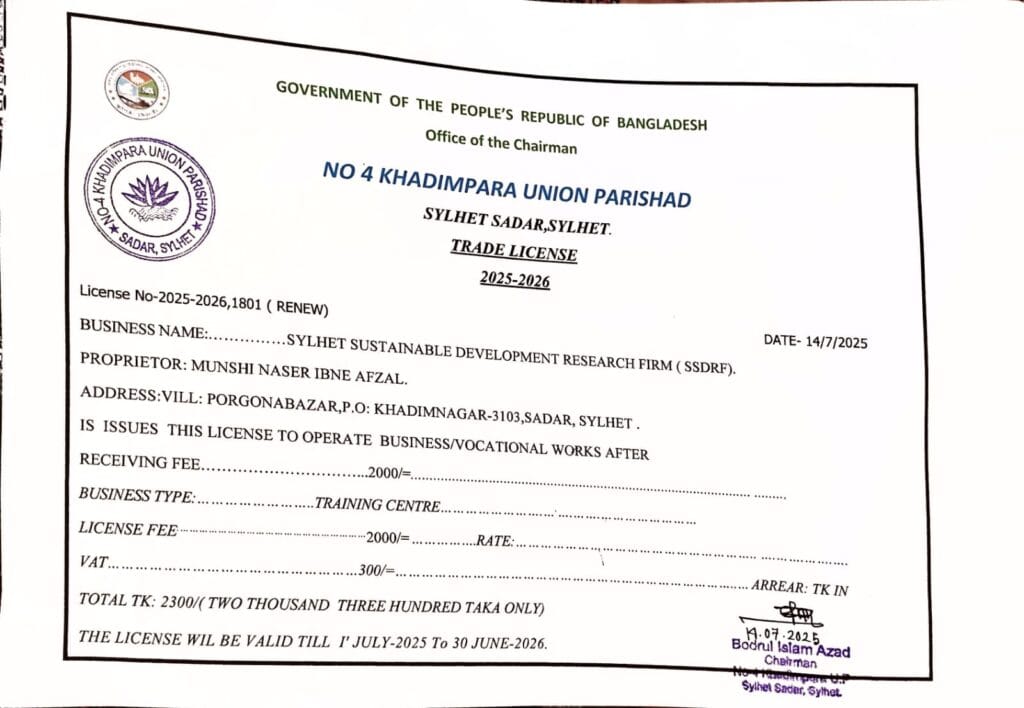 GOVERNMENT OF THE PEOPLE'S REPUBLIC OF BANGLADESH
Office of the Chairman
NO 4 KHADIMPARA UNION PARISHAD
SYLHET SADAR,SYLHET.
TRADE LICENSE
2025-2026
NO-4 KHADIMPARA UNION PARISHAD
★ SADAR, SYLHET ★
License No-2025-2026,1801 ( RENEW)
DATE- 14/7/2025
BUSINESS NAME:...............SYLHET SUSTAINABLE DEVELOPMENT RESEARCH FIRM ( SSDRF).
PROPRIETOR: MUNSHI NASER IBNE AFZAL.
ADDRESS:VILL: PORGONABAZAR,P.O: KHADIMNAGAR-3103,SADAR, SYLHET .
IS ISSUES THIS LICENSE TO OPERATE BUSINESS/VOCATIONAL WORKS AFTER
RECEIVING FEE..............................2000/=.............................................................. ........
BUSINESS TYPE:.....................TRAINING CENTRE.............................................
LICENSE FEE........................................2000/= ..............RATE:............................................................
VAT.............................................300/=............................................................... ARREAR: TK IN
TOTAL TK: 2300/( TWO THOUSAND THREE HUNDRED TAKA ONLY)
THE LICENSE WIL BE VALID TILL I' JULY-2025 To 30 JUNE-2026.
14.07.2025
Bodrul Islam Azad
Chairman
No-4 Khadimpara U.P
Sylhet Sadar, Sylhet.